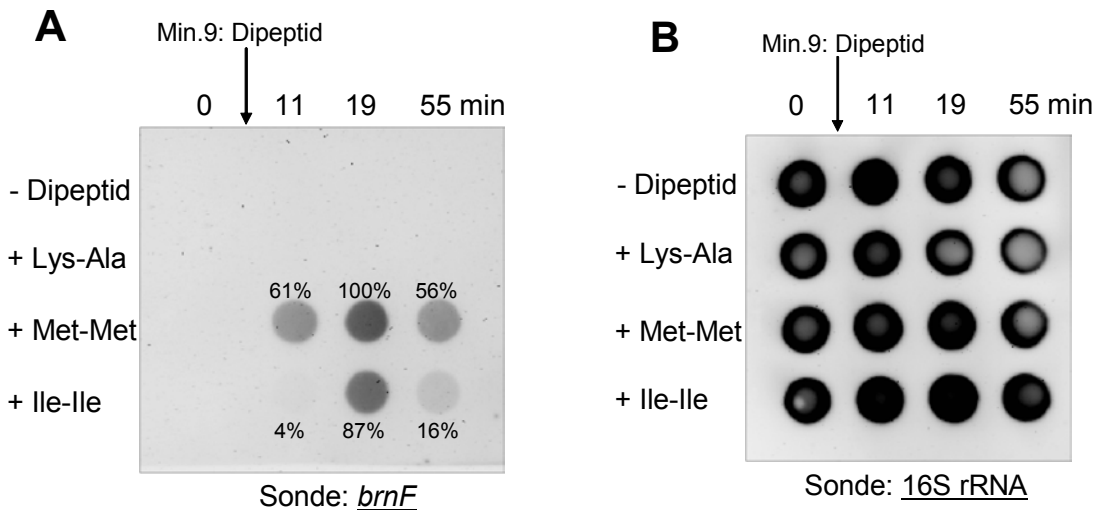 A
Min.9: Dipeptid
0 11 19 55 min
- Dipeptid
+ Lys-Ala
61% 100% 56%
+ Met-Met
+ Ile-Ile
4% 87% 16%
Sonde: brnF
B
Min.9: Dipeptid
0 11 19 55 min
- Dipeptid
+ Lys-Ala
+ Met-Met
+ Ile-Ile
Sonde: 16S rRNA